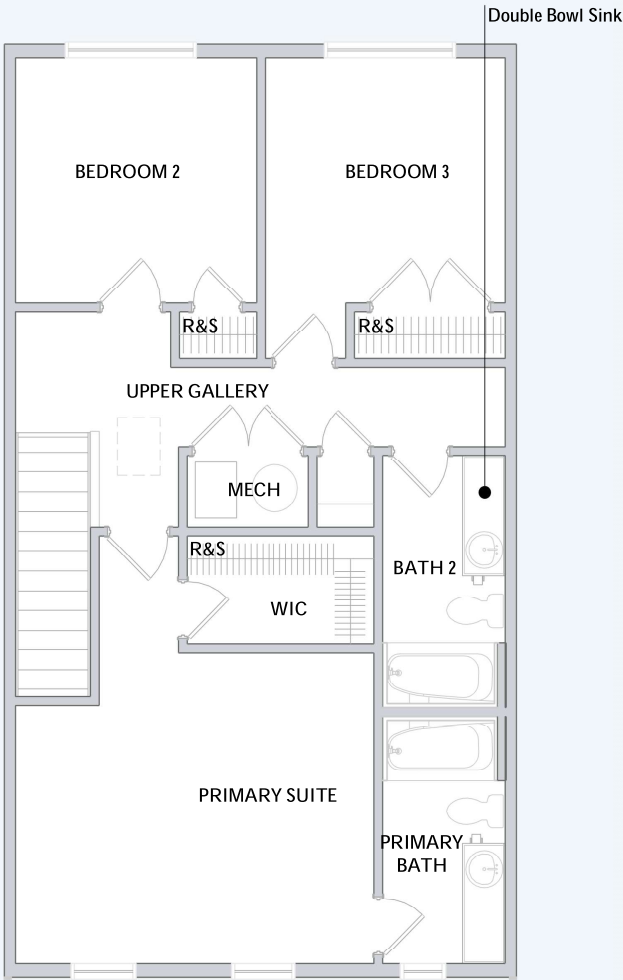 Double Bowl Sink
BEDROOM 2
BEDROOM 3
R&S
R&S
UPPER GALLERY
MECH
R&S
BATH 2
WIC
PRIMARY SUITE
PRIMARY
BATH